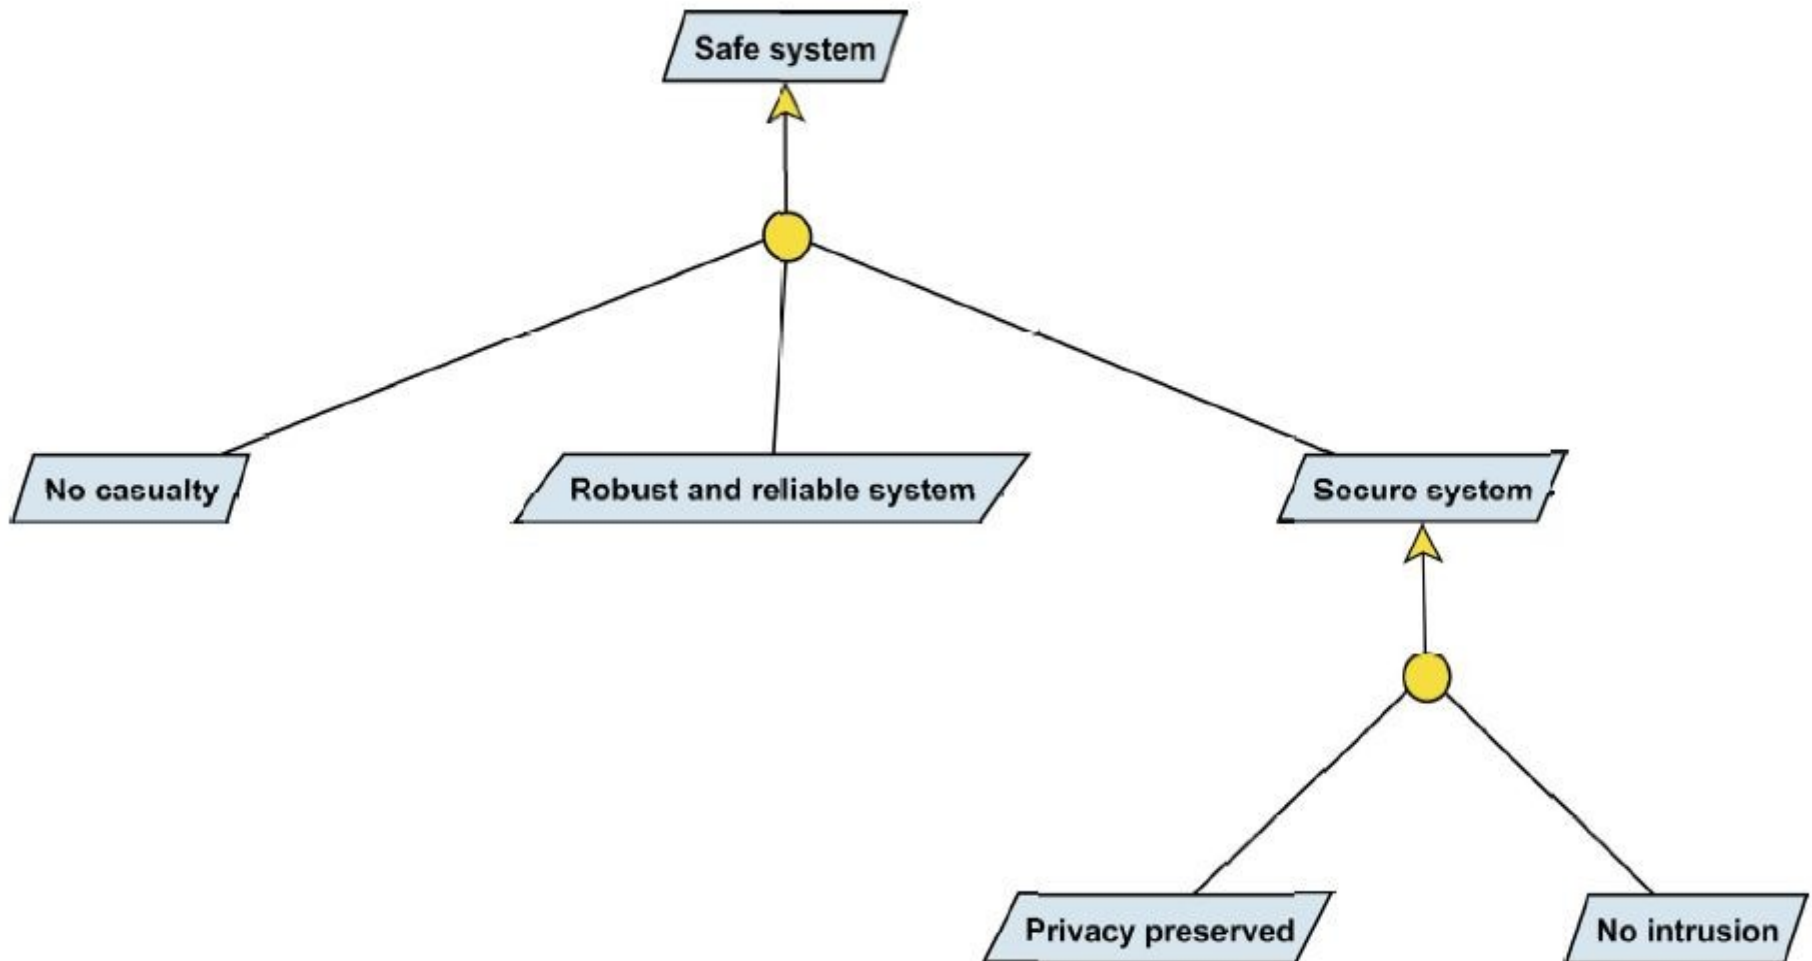 Safe system
No casualty
Robust and reliable system
Secure system
Privacy preserved
No intrusion